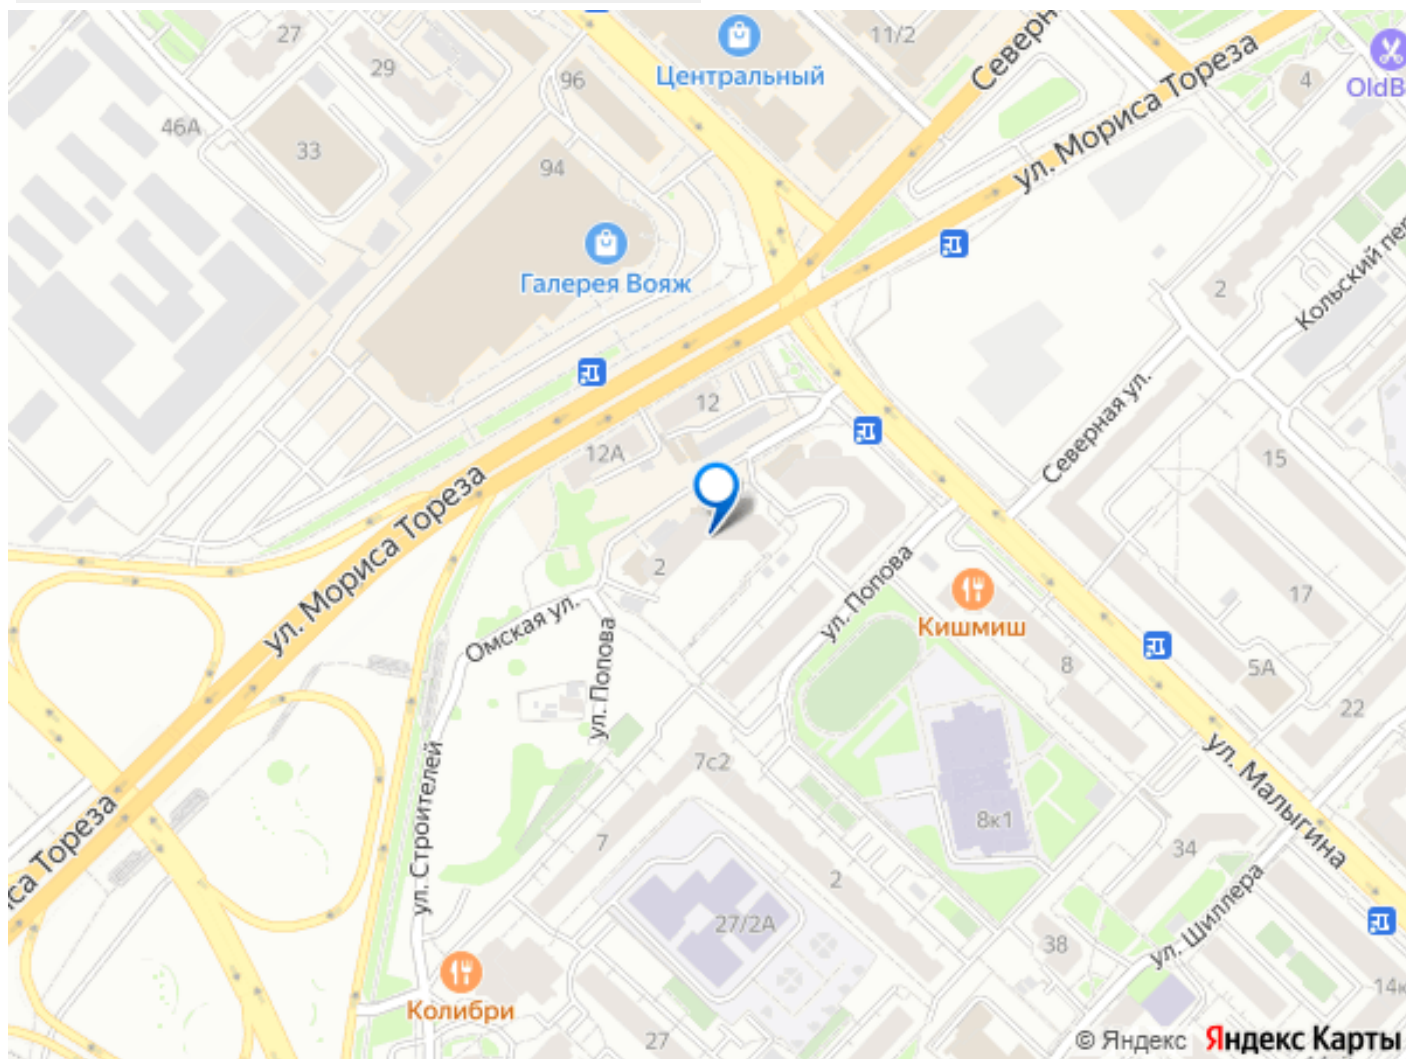 27
29
96
Центральный
11/2
Северн
ул. Мориса Тореза
4
OldB
46А
33
94
Галерея Вояж
2
Кольский пер
12
12А
Северная ул.
15
ул. Мориса Тореза
2
ул. Попова
Кишмиш
17
Омская ул.
ул. Попова
8
5А
22
7с2
ул. Малыгина
ул. Строителей
са Тореза
7
8к1
34
2
27/2А
38
ул. Шиллера
14к
Колибри
27
© Яндекс Яндекс Карты